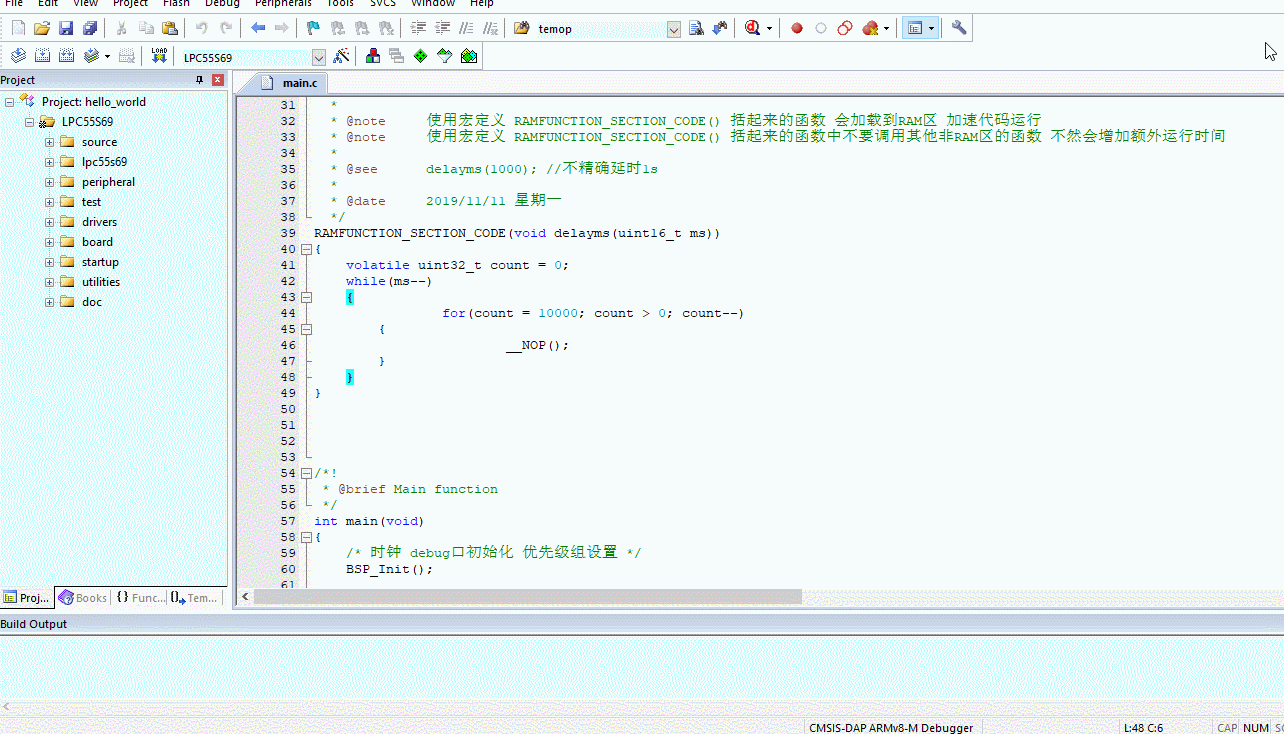 File Edit View Project Flash Debug Peripherals Tools SVCS Window Help
temop
LOAD
LPC55S69
Project
main.c
Project: hello_world
LPC55S69
source
lpc55s69
peripheral
test
drivers
board
startup
utilities
doc
31 *
32 * @note 使用宏定义 RAMFUNCTION_SECTION_CODE() 括起来的函数 会加载到RAM区 加速代码运行
33 * @note 使用宏定义 RAMFUNCTION_SECTION_CODE() 括起来的函数中不要调用其他非RAM区的函数 不然会增加额外运行时间
34 *
35 * @see delayms(1000); //不精确延时1s
36 *
37 * @date 2019/11/11 星期一
38 */
39 RAMFUNCTION_SECTION_CODE(void delayms(uint16_t ms))
40 {
41 volatile uint32_t count = 0;
42 while(ms--)
43 {
44 for(count = 10000; count > 0; count--)
45 {
46 __NOP();
47 }
48 }
49 }
50
51
52
53
54 /*!
55 * @brief Main function
56 */
57 int main(void)
58 {
59 /* 时钟 debug口初始化 优先级组设置 */
60 BSP_Init();
61
Proj... Books {} Func... Tem...
Build Output
CMSIS-DAP ARMv8-M Debugger L:48 C:6 CAP NUM